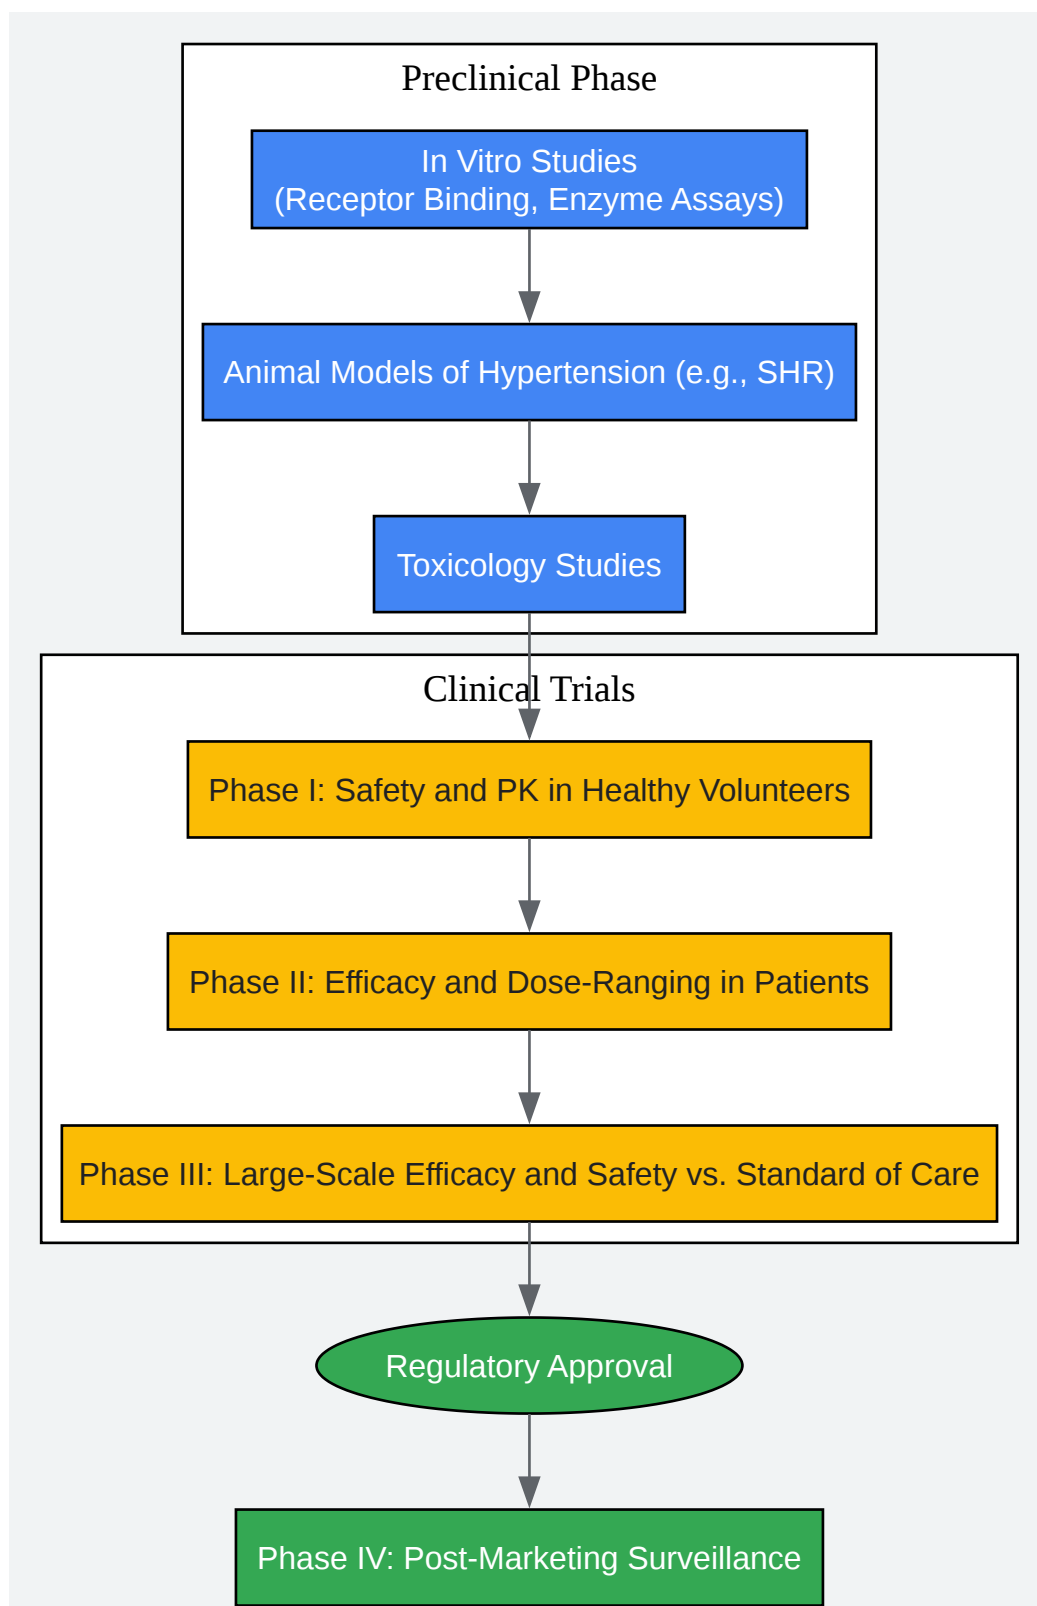 Preclinical Phase
In Vitro Studies
(Receptor Binding, Enzyme Assays)
Animal Models of Hypertension (e.g., SHR)
Toxicology Studies
Clinical Trials
Phase I: Safety and PK in Healthy Volunteers
Phase II: Efficacy and Dose-Ranging in Patients
Phase III: Large-Scale Efficacy and Safety vs. Standard of Care
Regulatory Approval
Phase IV: Post-Marketing Surveillance